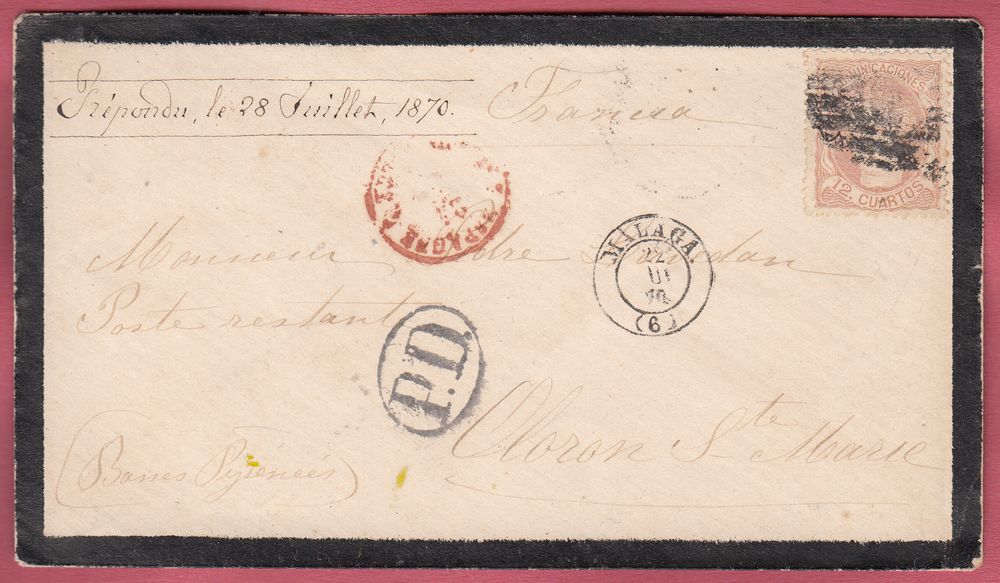 Répondu, le 28 Juillet, 1870.
Francia
COMUNICACIONES
12. CUARTOS
MALAGA
22
70
(6)
Monsieur
Poste restante
P.D.
Oloron Ste Marie
(Basses Pyrénées)